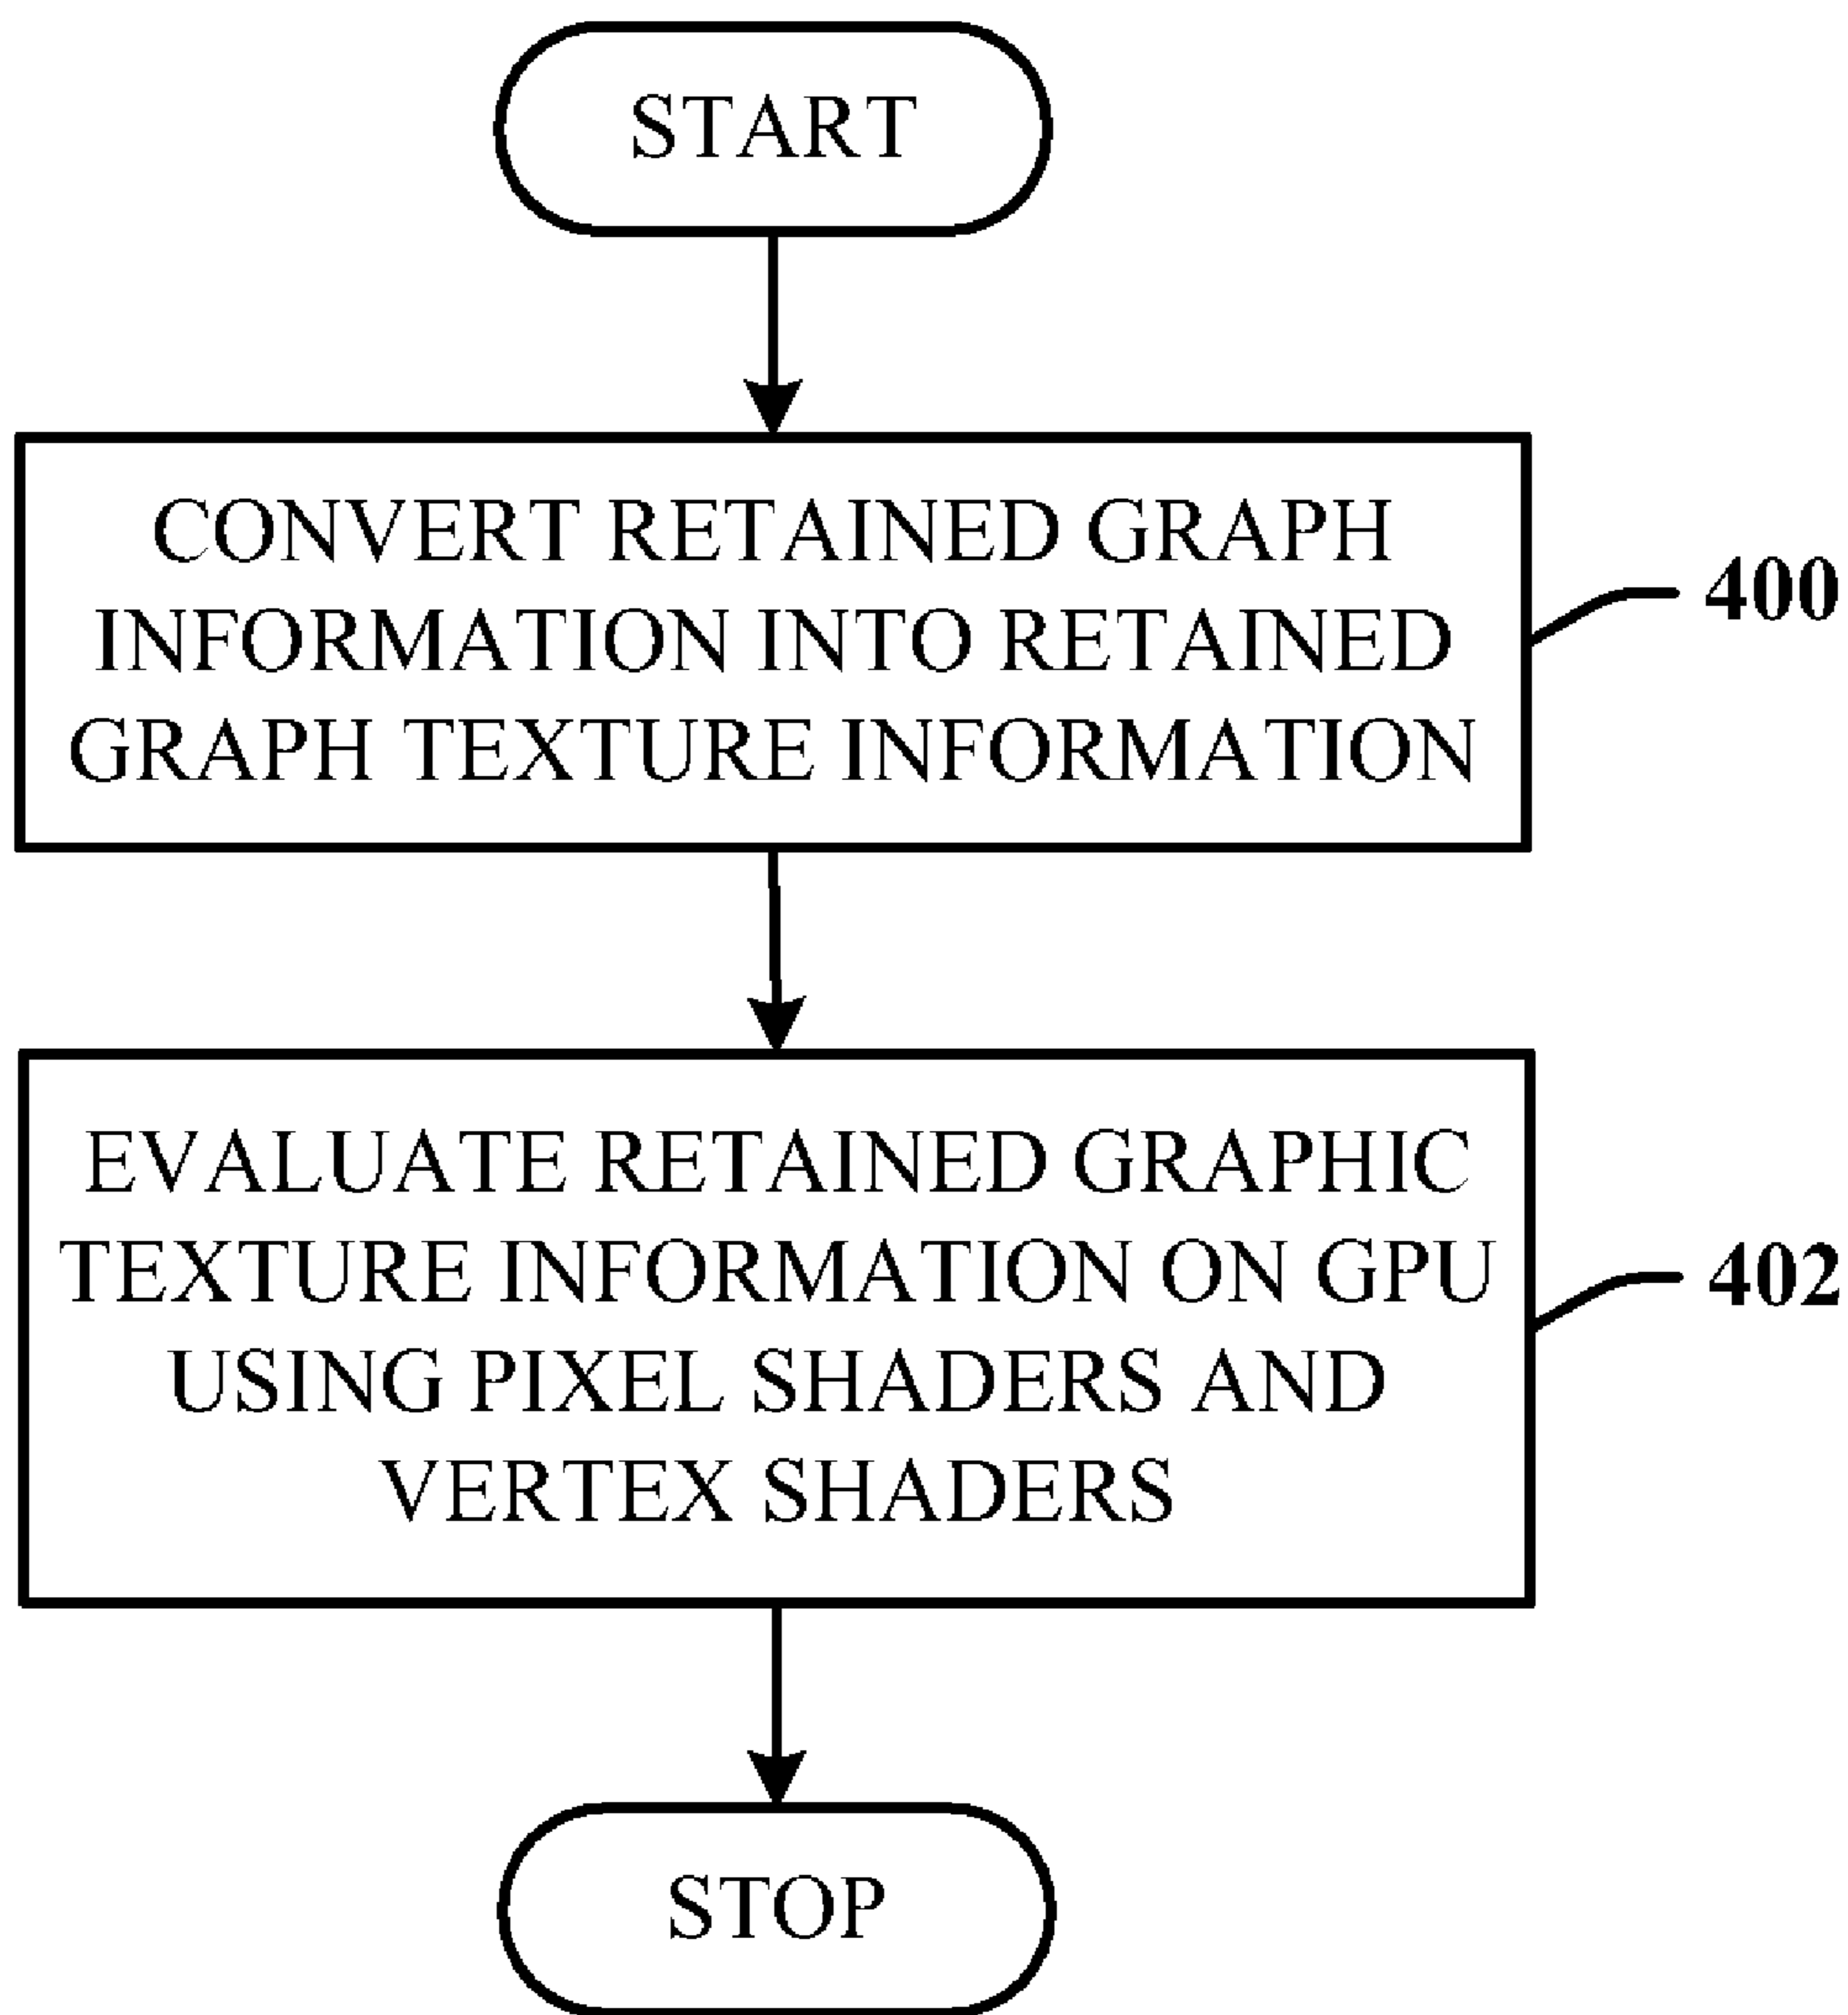 START
CONVERT RETAINED GRAPH
INFORMATION INTO RETAINED
GRAPH TEXTURE INFORMATION
400
EVALUATE RETAINED GRAPHIC
TEXTURE INFORMATION ON GPU
USING PIXEL SHADERS AND
VERTEX SHADERS
402
STOP